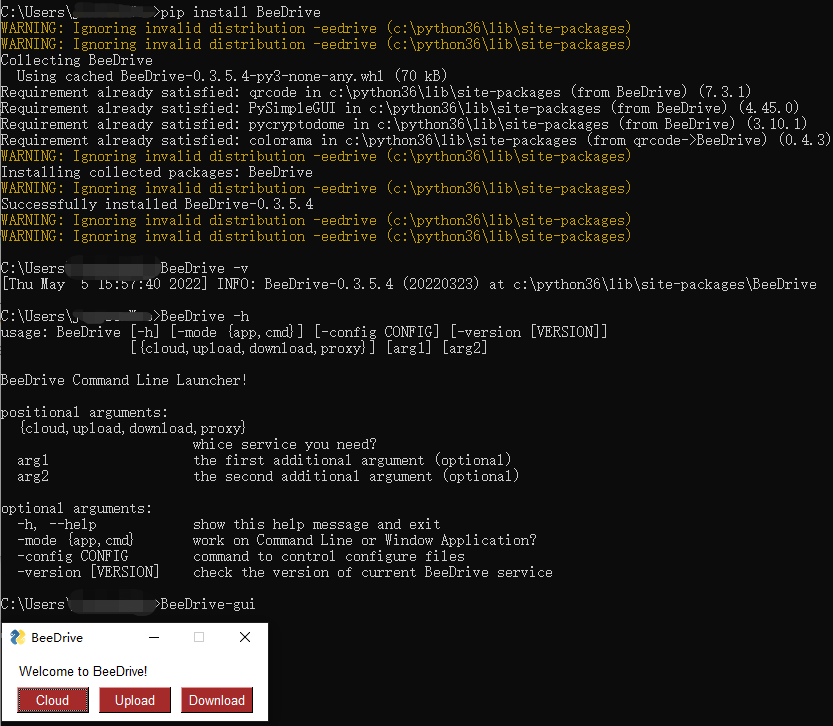 C:\Users\ >pip install BeeDrive
WARNING: Ignoring invalid distribution -eedrive (c:\python36\lib\site-packages)
WARNING: Ignoring invalid distribution -eedrive (c:\python36\lib\site-packages)
Collecting BeeDrive
  Using cached BeeDrive-0.3.5.4-py3-none-any.whl (70 kB)
Requirement already satisfied: qrcode in c:\python36\lib\site-packages (from BeeDrive) (7.3.1)
Requirement already satisfied: PySimpleGUI in c:\python36\lib\site-packages (from BeeDrive) (4.45.0)
Requirement already satisfied: pycryptodome in c:\python36\lib\site-packages (from BeeDrive) (3.10.1)
Requirement already satisfied: colorama in c:\python36\lib\site-packages (from qrcode->BeeDrive) (0.4.3)
WARNING: Ignoring invalid distribution -eedrive (c:\python36\lib\site-packages)
Installing collected packages: BeeDrive
WARNING: Ignoring invalid distribution -eedrive (c:\python36\lib\site-packages)
Successfully installed BeeDrive-0.3.5.4
WARNING: Ignoring invalid distribution -eedrive (c:\python36\lib\site-packages)
WARNING: Ignoring invalid distribution -eedrive (c:\python36\lib\site-packages)
C:\Users BeeDrive -v
[Thu May  5 15:57:40 2022] INFO: BeeDrive-0.3.5.4 (20220323) at c:\python36\lib\site-packages\BeeDrive
C:\Users\ >BeeDrive -h
usage: BeeDrive [-h] [-mode {app,cmd}] [-config CONFIG] [-version [VERSION]]
                [{cloud,upload,download,proxy}] [arg1] [arg2]
BeeDrive Command Line Launcher!
positional arguments:
  {cloud,upload,download,proxy}
                        whice service you need?
  arg1                  the first additional argument (optional)
  arg2                  the second additional argument (optional)
optional arguments:
  -h, --help            show this help message and exit
  -mode {app,cmd}       work on Command Line or Window Application?
  -config CONFIG        command to control configure files
  -version [VERSION]    check the version of current BeeDrive service
C:\Users\ >BeeDrive-gui
BeeDrive
Welcome to BeeDrive!
Cloud Upload Download